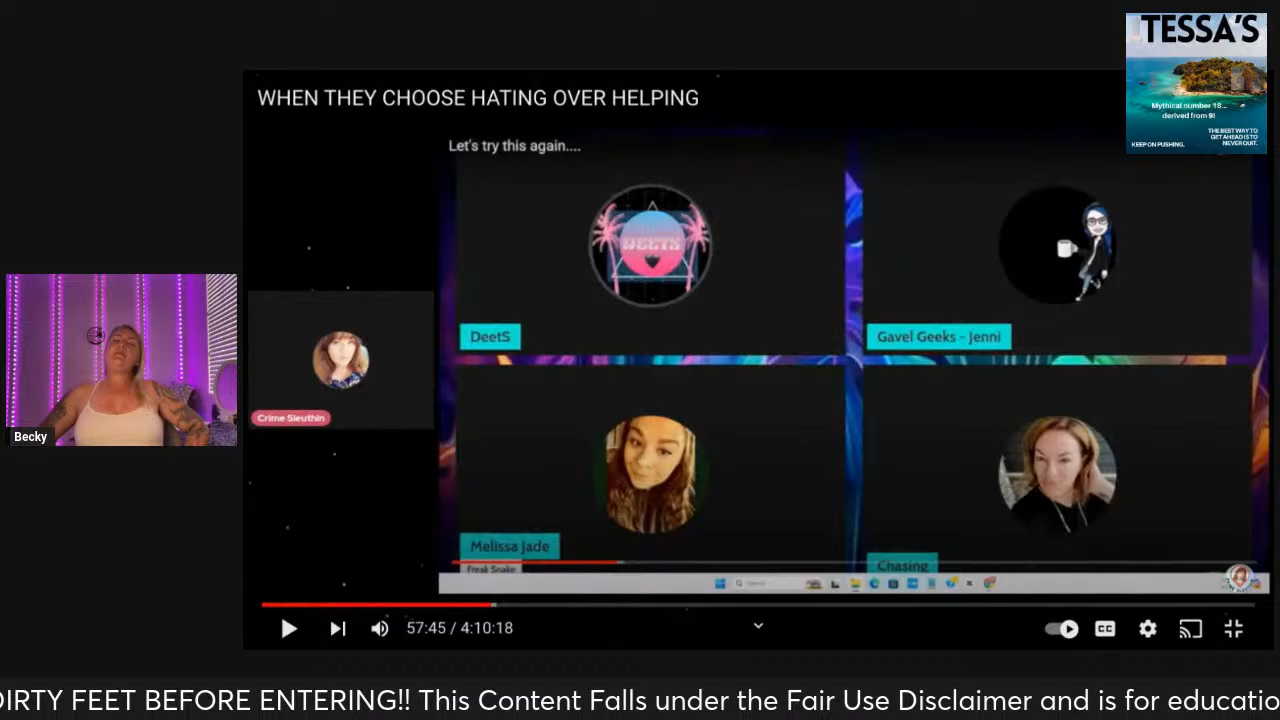 TESSA'S
Mythical number 18...
derived from 9!
THE BEST WAY TO
GET AHEAD IS TO
NEVER QUIT.
KEEP ON PUSHING.
WHEN THEY CHOOSE HATING OVER HELPING
Let's try this again....
DEETS
DeetS
Gavel Geeks - Jenni
Crime Sleuthin
Becky
Melissa Jade
Freak Snake
Chasing
Search
57:45 / 4:10:18
CC
DIRTY FEET BEFORE ENTERING!! This Content Falls under the Fair Use Disclaimer and is for educatio